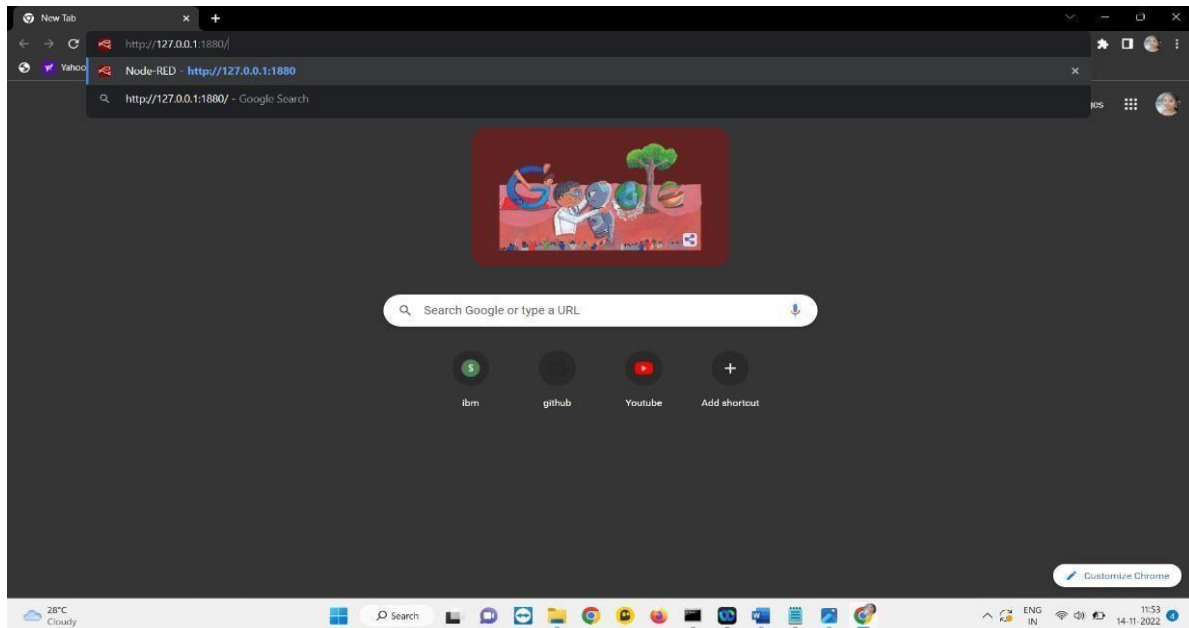 New Tab
http://127.0.0.1:1880/
Yahoo
Node-RED - http://127.0.0.1:1880
http://127.0.0.1:1880/ - Google Search
Google
Search Google or type a URL
S
ibm
github
Youtube
Add shortcut
Customize Chrome
28°C
Cloudy
Search
ENG
IN
11:53
14-11-2022
4